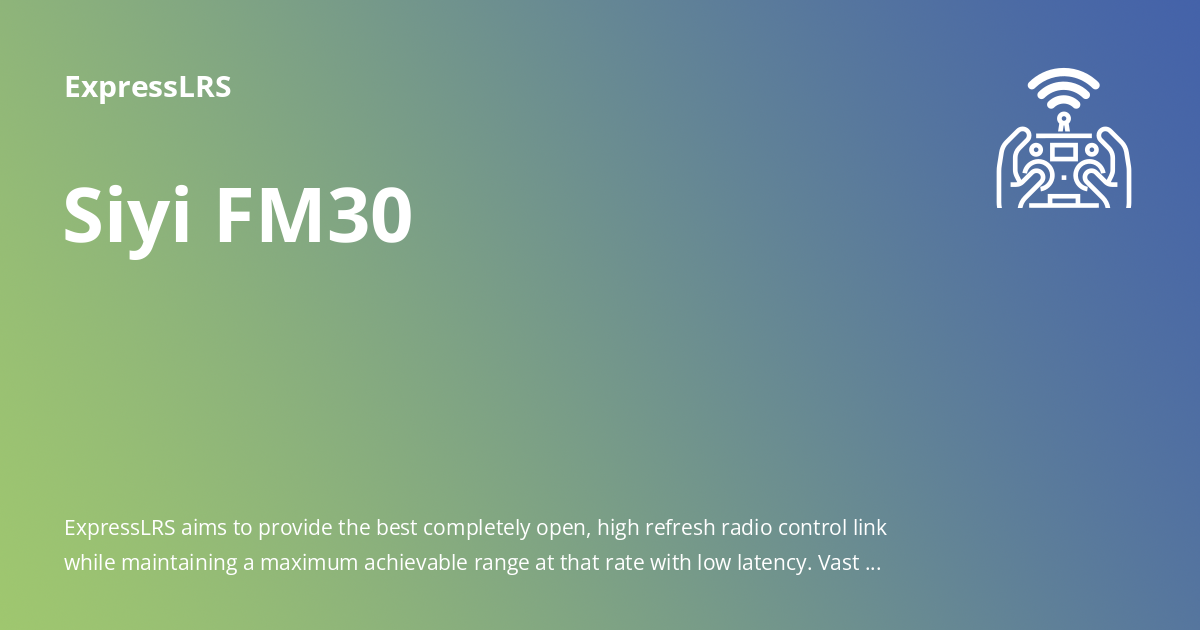 ExpressLRS
Siyi FM30
ExpressLRS aims to provide the best completely open, high refresh radio control link
while maintaining a maximum achievable range at that rate with low latency. Vast ...